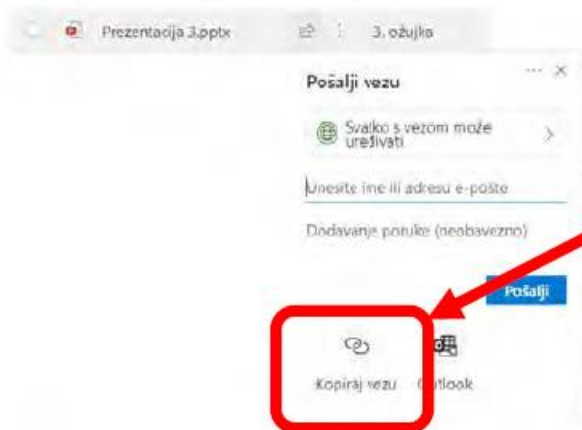 Prezentacija 3.pptx 3. ožujka
Pošalji vezu
Svatko s vezom može
uređivati
Unesite ime ili adresu e-pošte
Dodavanje poruke (neobavezno)
Pošalji
Kopiraj vezu Outlook